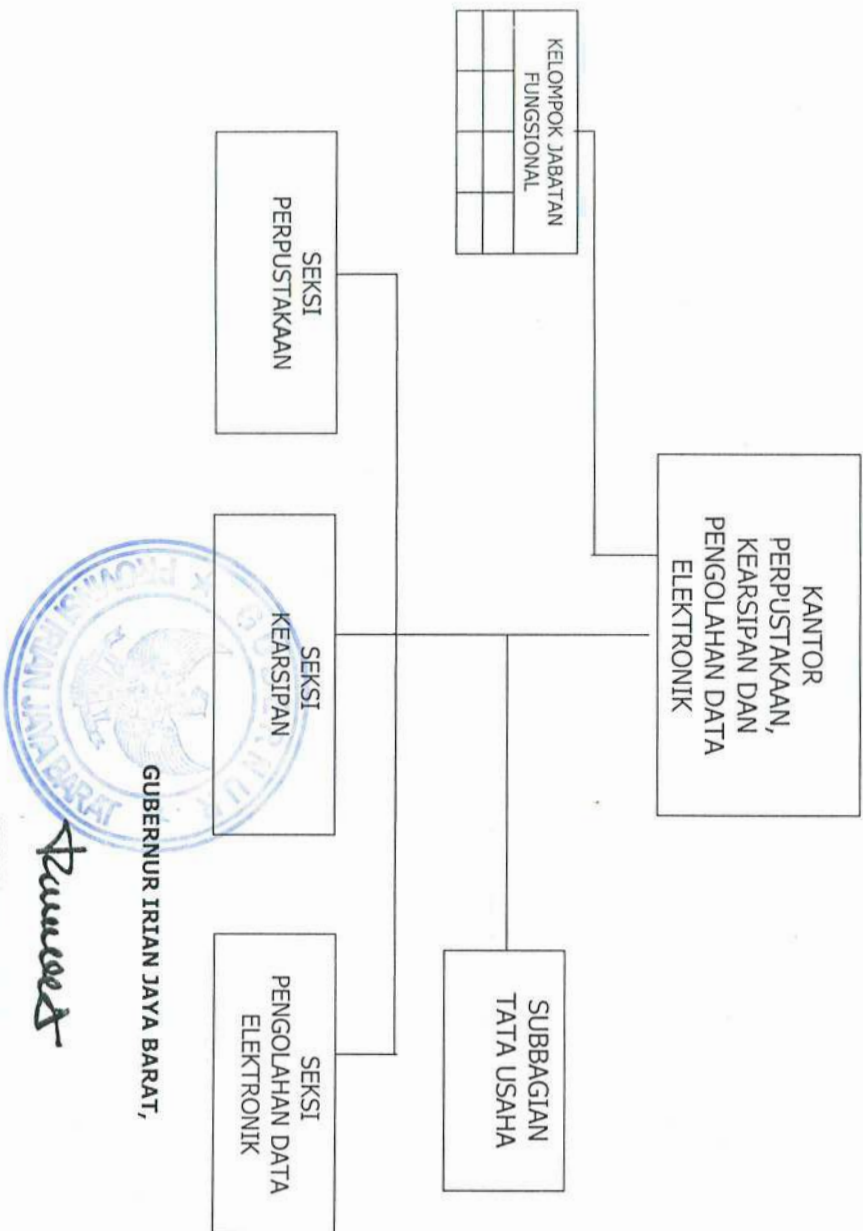 KANTOR
PERPUSTAKAAN,
KEARSIPAN DAN
PENGOLAHAN DATA
ELEKTRONIK
KELOMPOK JABATAN
FUNGSIONAL
SUBBAGIAN
TATA USAHA
SEKSI
PERPUSTAKAAN
SEKSI
KEARSIPAN
SEKSI
PENGOLAHAN DATA
ELEKTRONIK
GUBERNUR IRIAN JAYA BARAT,
GUBERNUR
PROVINSI IRIAN JAYA BARAT